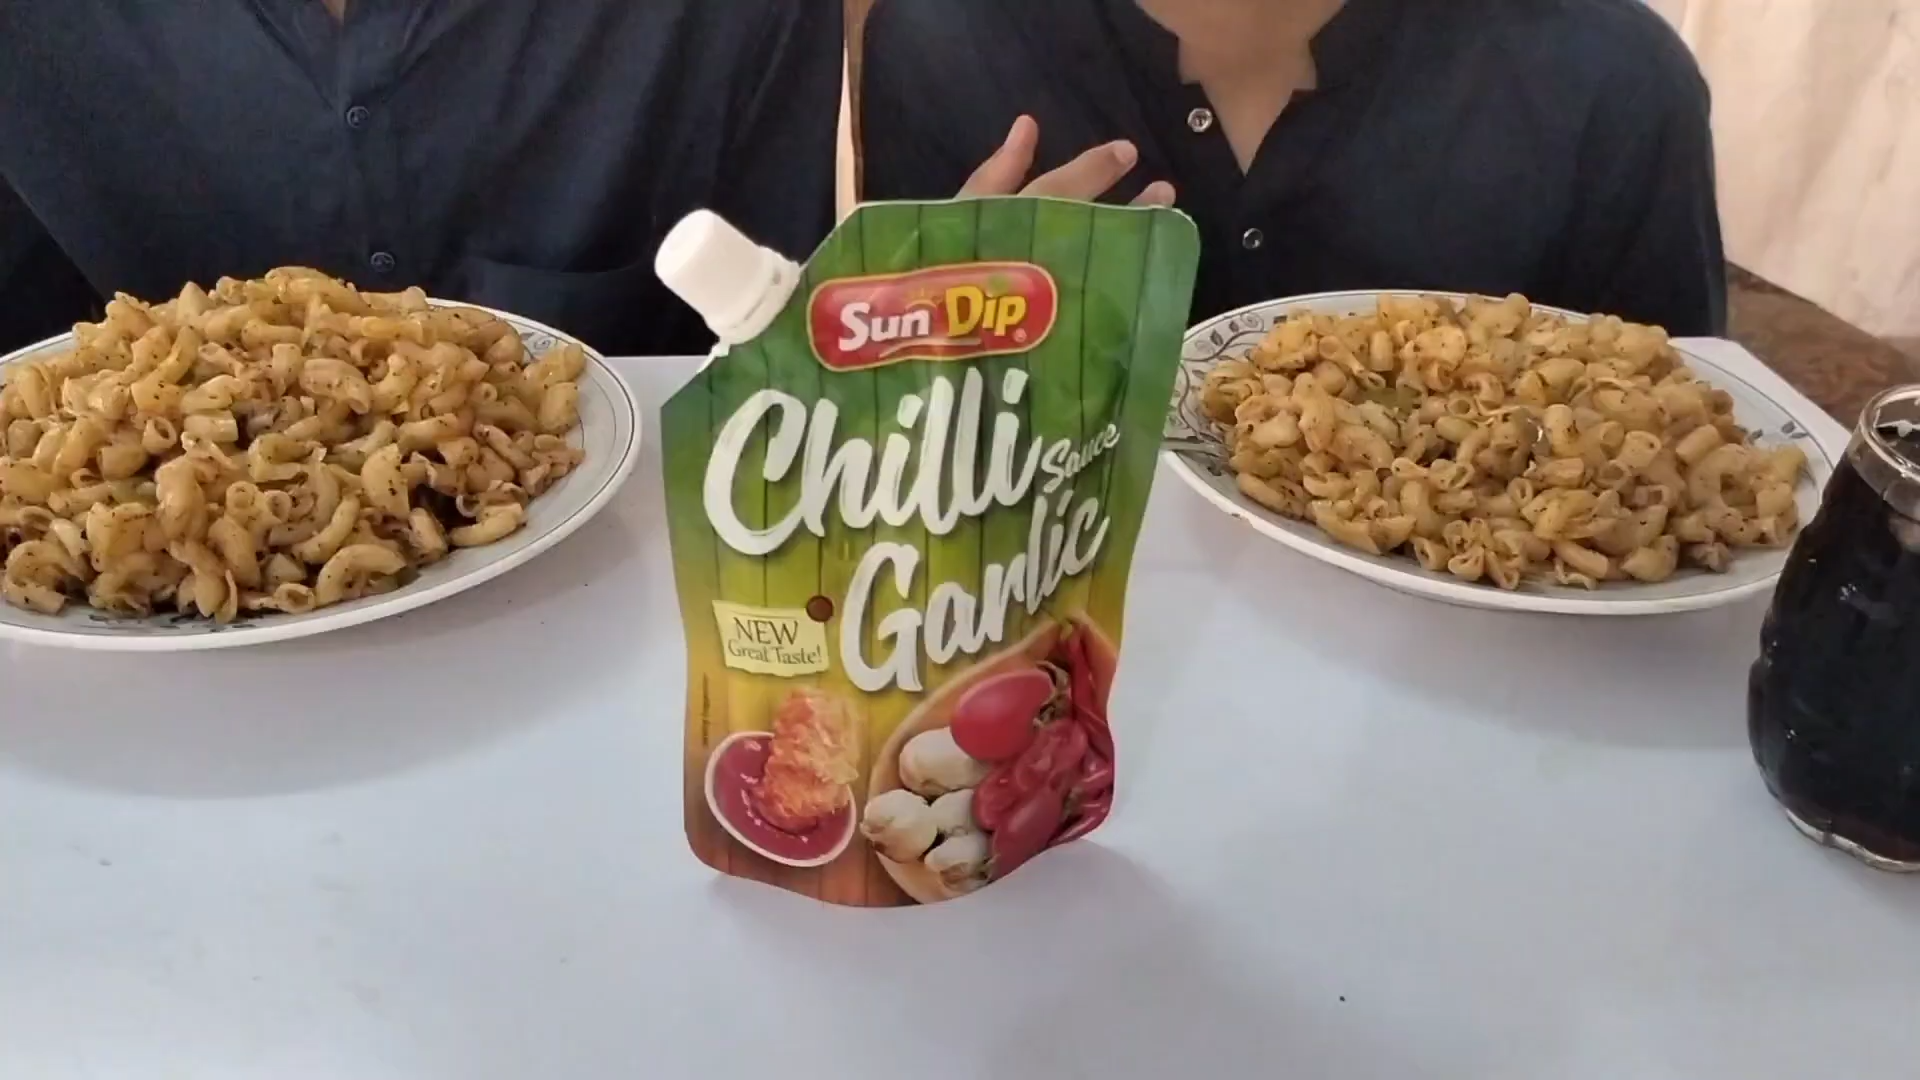 Sun Dip®
Chilli
Sauce
Garlic
NEW
Great Taste!